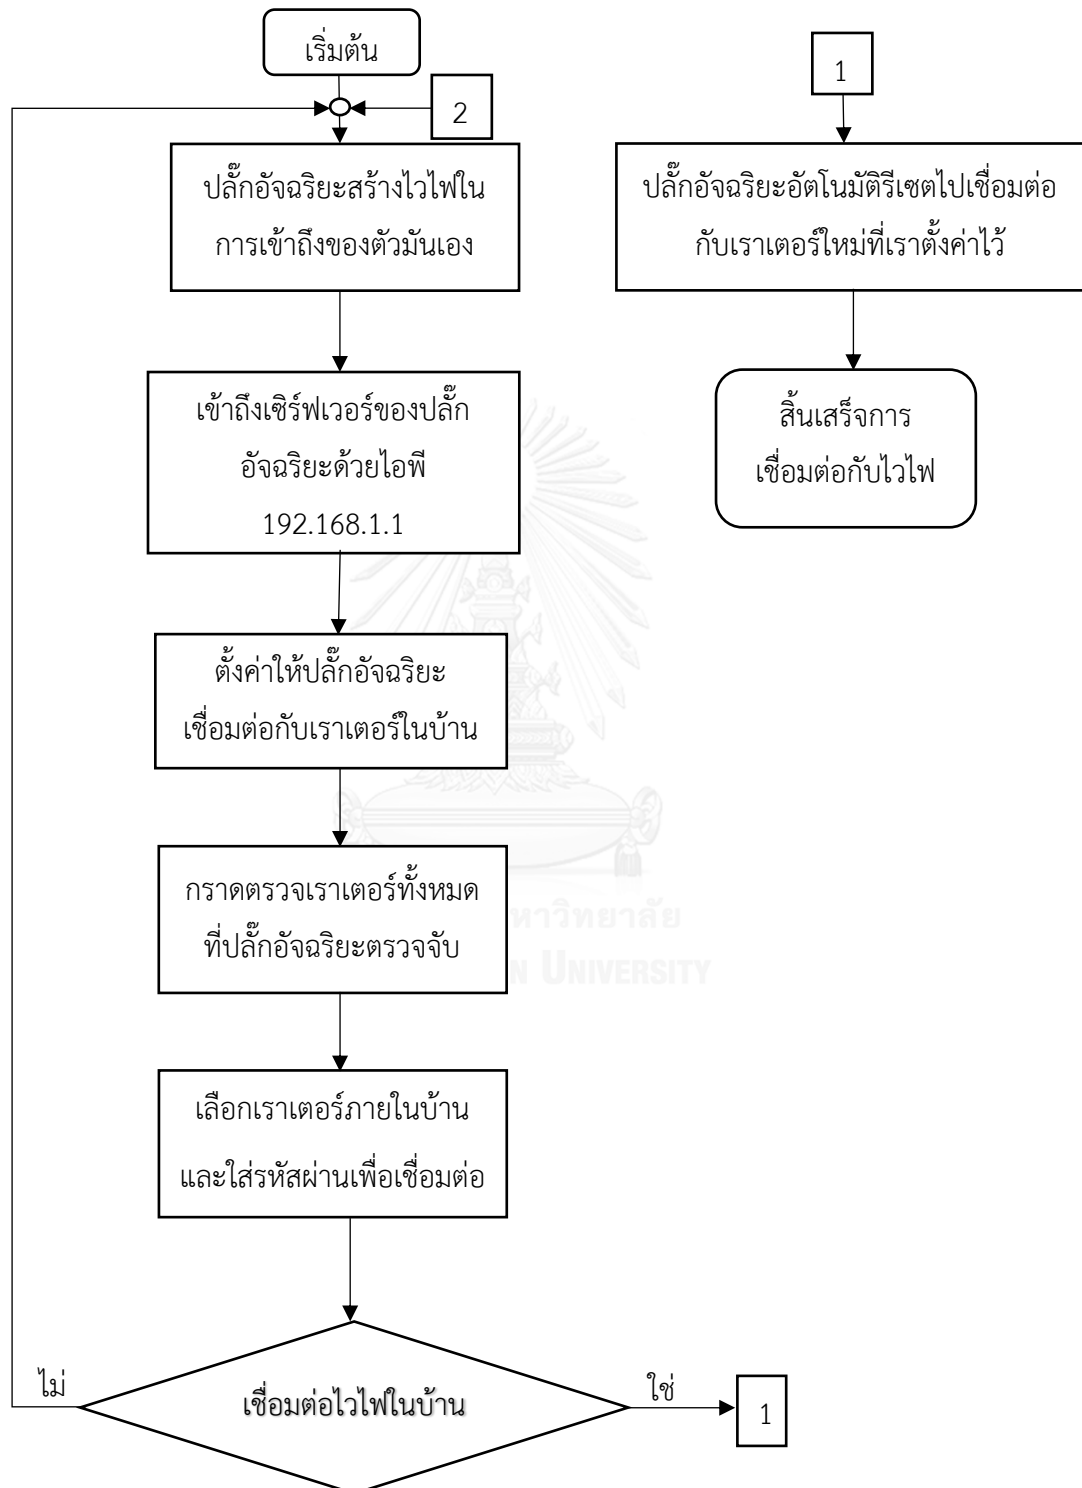 เริ่มต้น
2
ปลั๊กอัจฉริยะสร้างไวไฟใน
การเข้าถึงของตัวมันเอง
เข้าถึงเซิร์ฟเวอร์ของปลั๊ก
อัจฉริยะด้วยไอพี
192.168.1.1
ตั้งค่าให้ปลั๊กอัจฉริยะ
เชื่อมต่อกับเราเตอร์ในบ้าน
กราดตรวจเราเตอร์ทั้งหมด
ที่ปลั๊กอัจฉริยะตรวจจับ
เลือกเราเตอร์ภายในบ้าน
และใส่รหัสผ่านเพื่อเชื่อมต่อ
ไม่
เชื่อมต่อไวไฟในบ้าน
ใช่
1
1
ปลั๊กอัจฉริยะอัตโนมัติรีเซตไปเชื่อมต่อ
กับเราเตอร์ใหม่ที่เราตั้งค่าไว้
สิ้นเสร็จการ
เชื่อมต่อกับไวไฟ
หาวิทยาลัย
N UNIVERSITY